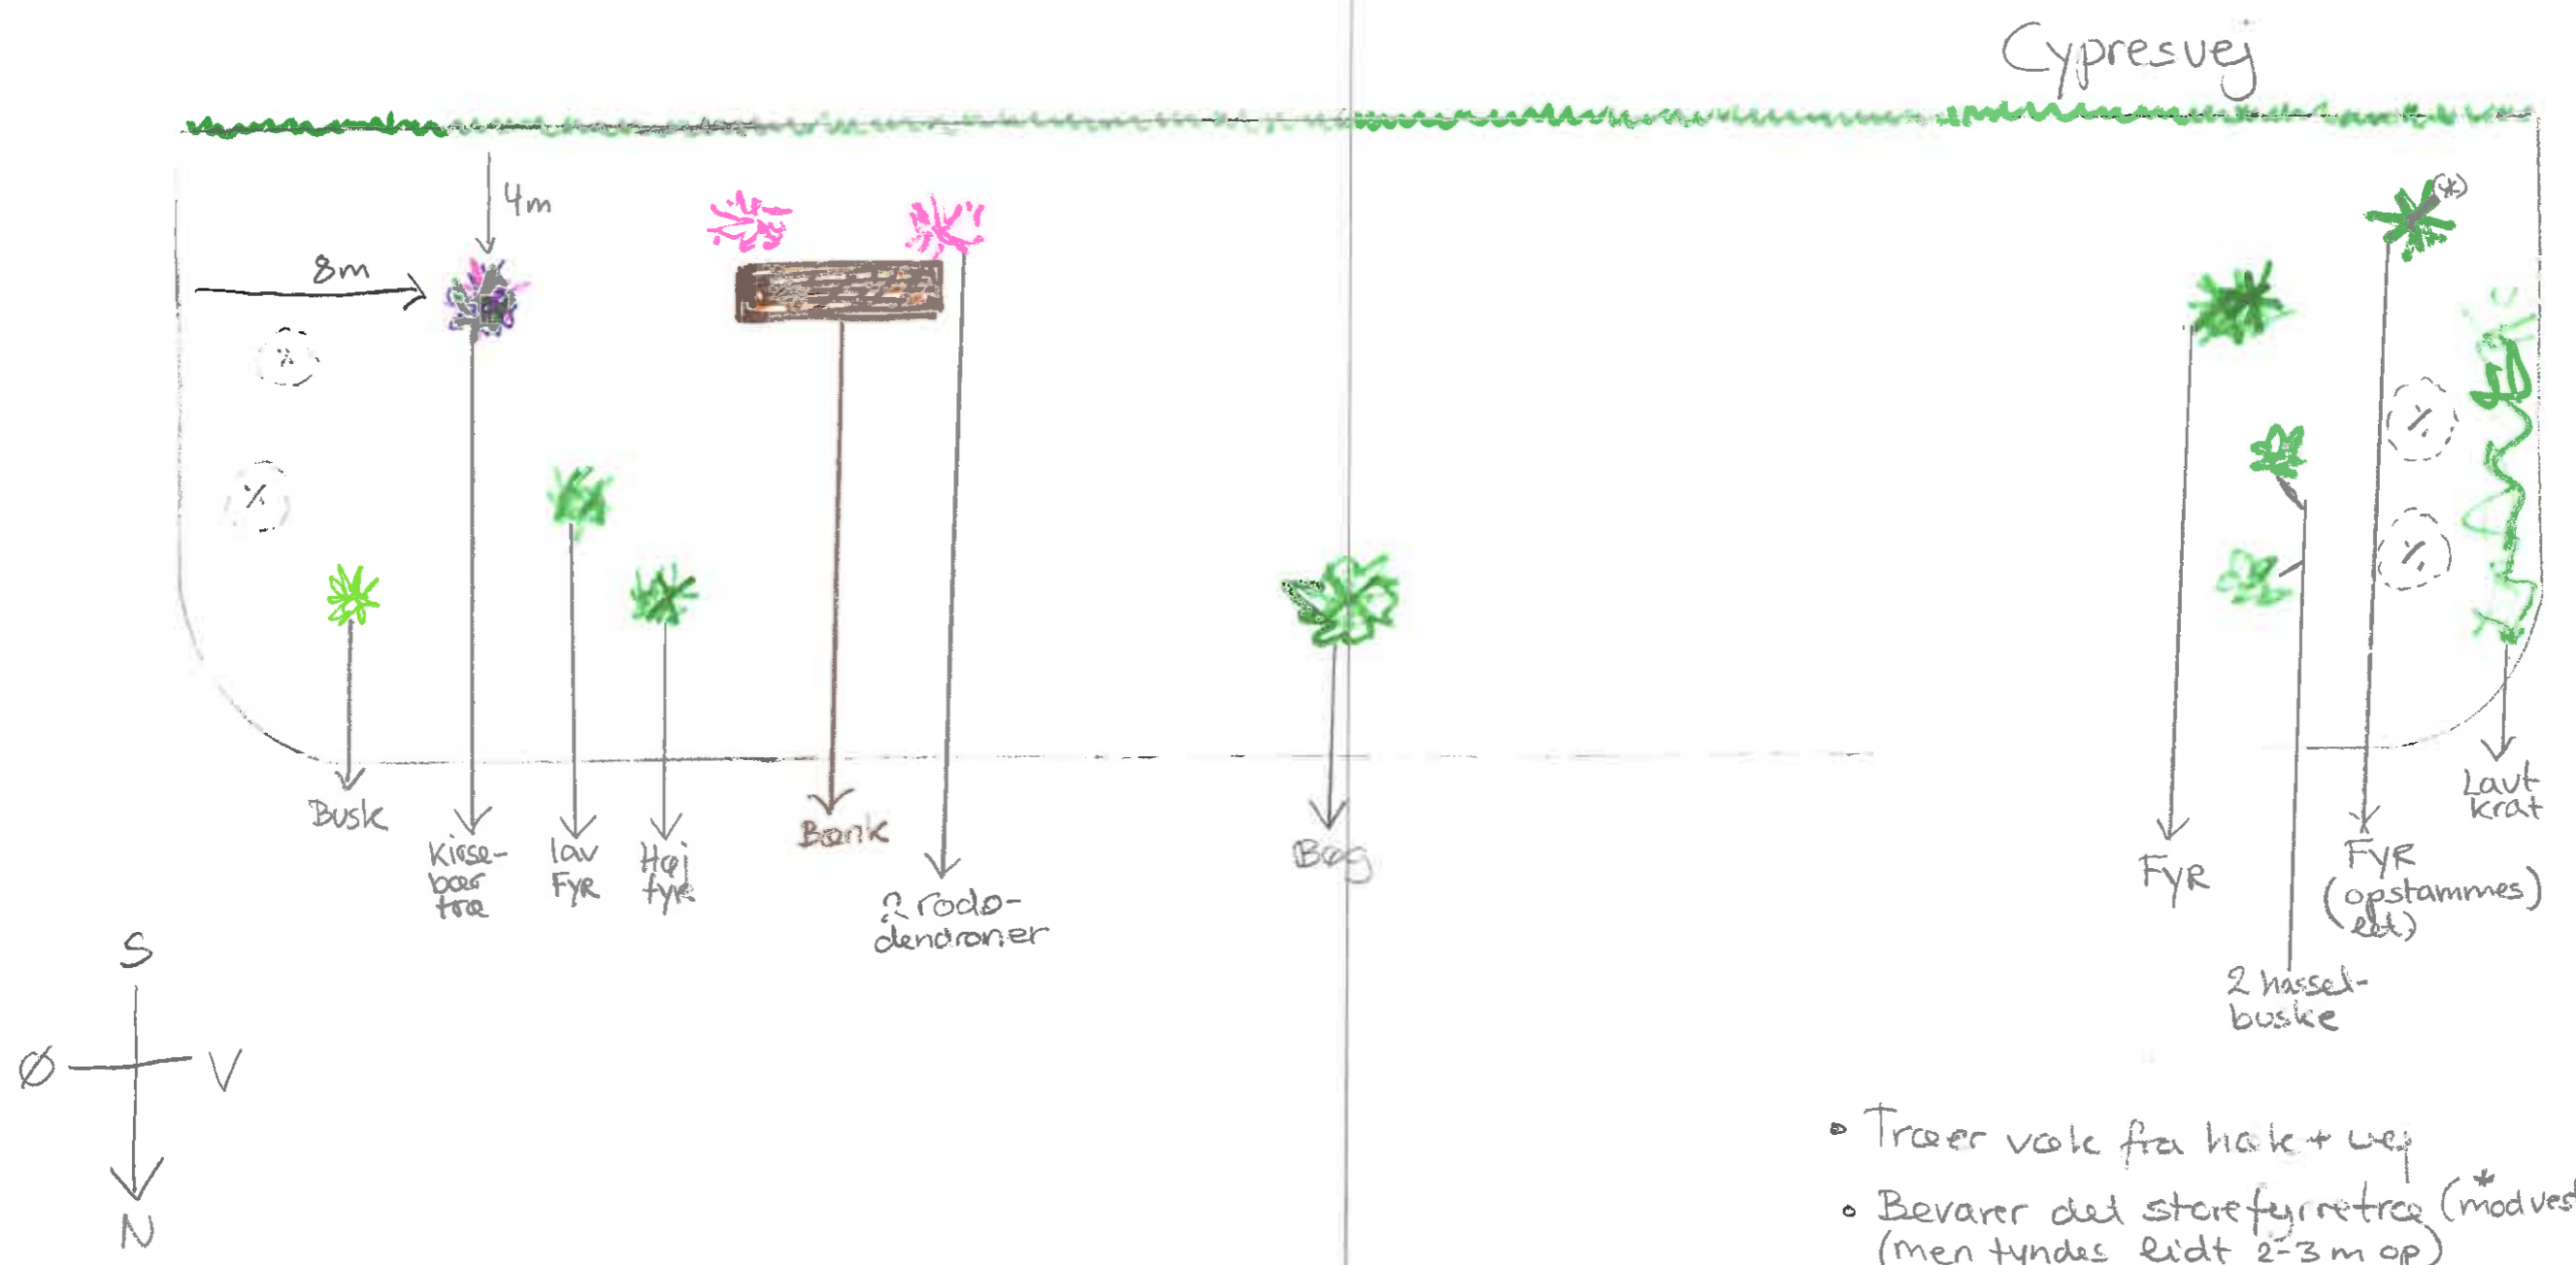 Cypresvej
4m
8m
(*)
Busk
Kirse-
bær
træ
lav
Fyr
Høj
fyr
Bænk
2 rodo-
dendroner
Bøg
Fyr
2 hassel-
buske
Fyr
(opstammes)
let)
Lavt
krat
S
Ø
V
N
• Træer væk fra hæk + vej
• Bevarer det store fyrretræ (*mod vest
(men tyndes lidt 2-3 m op)